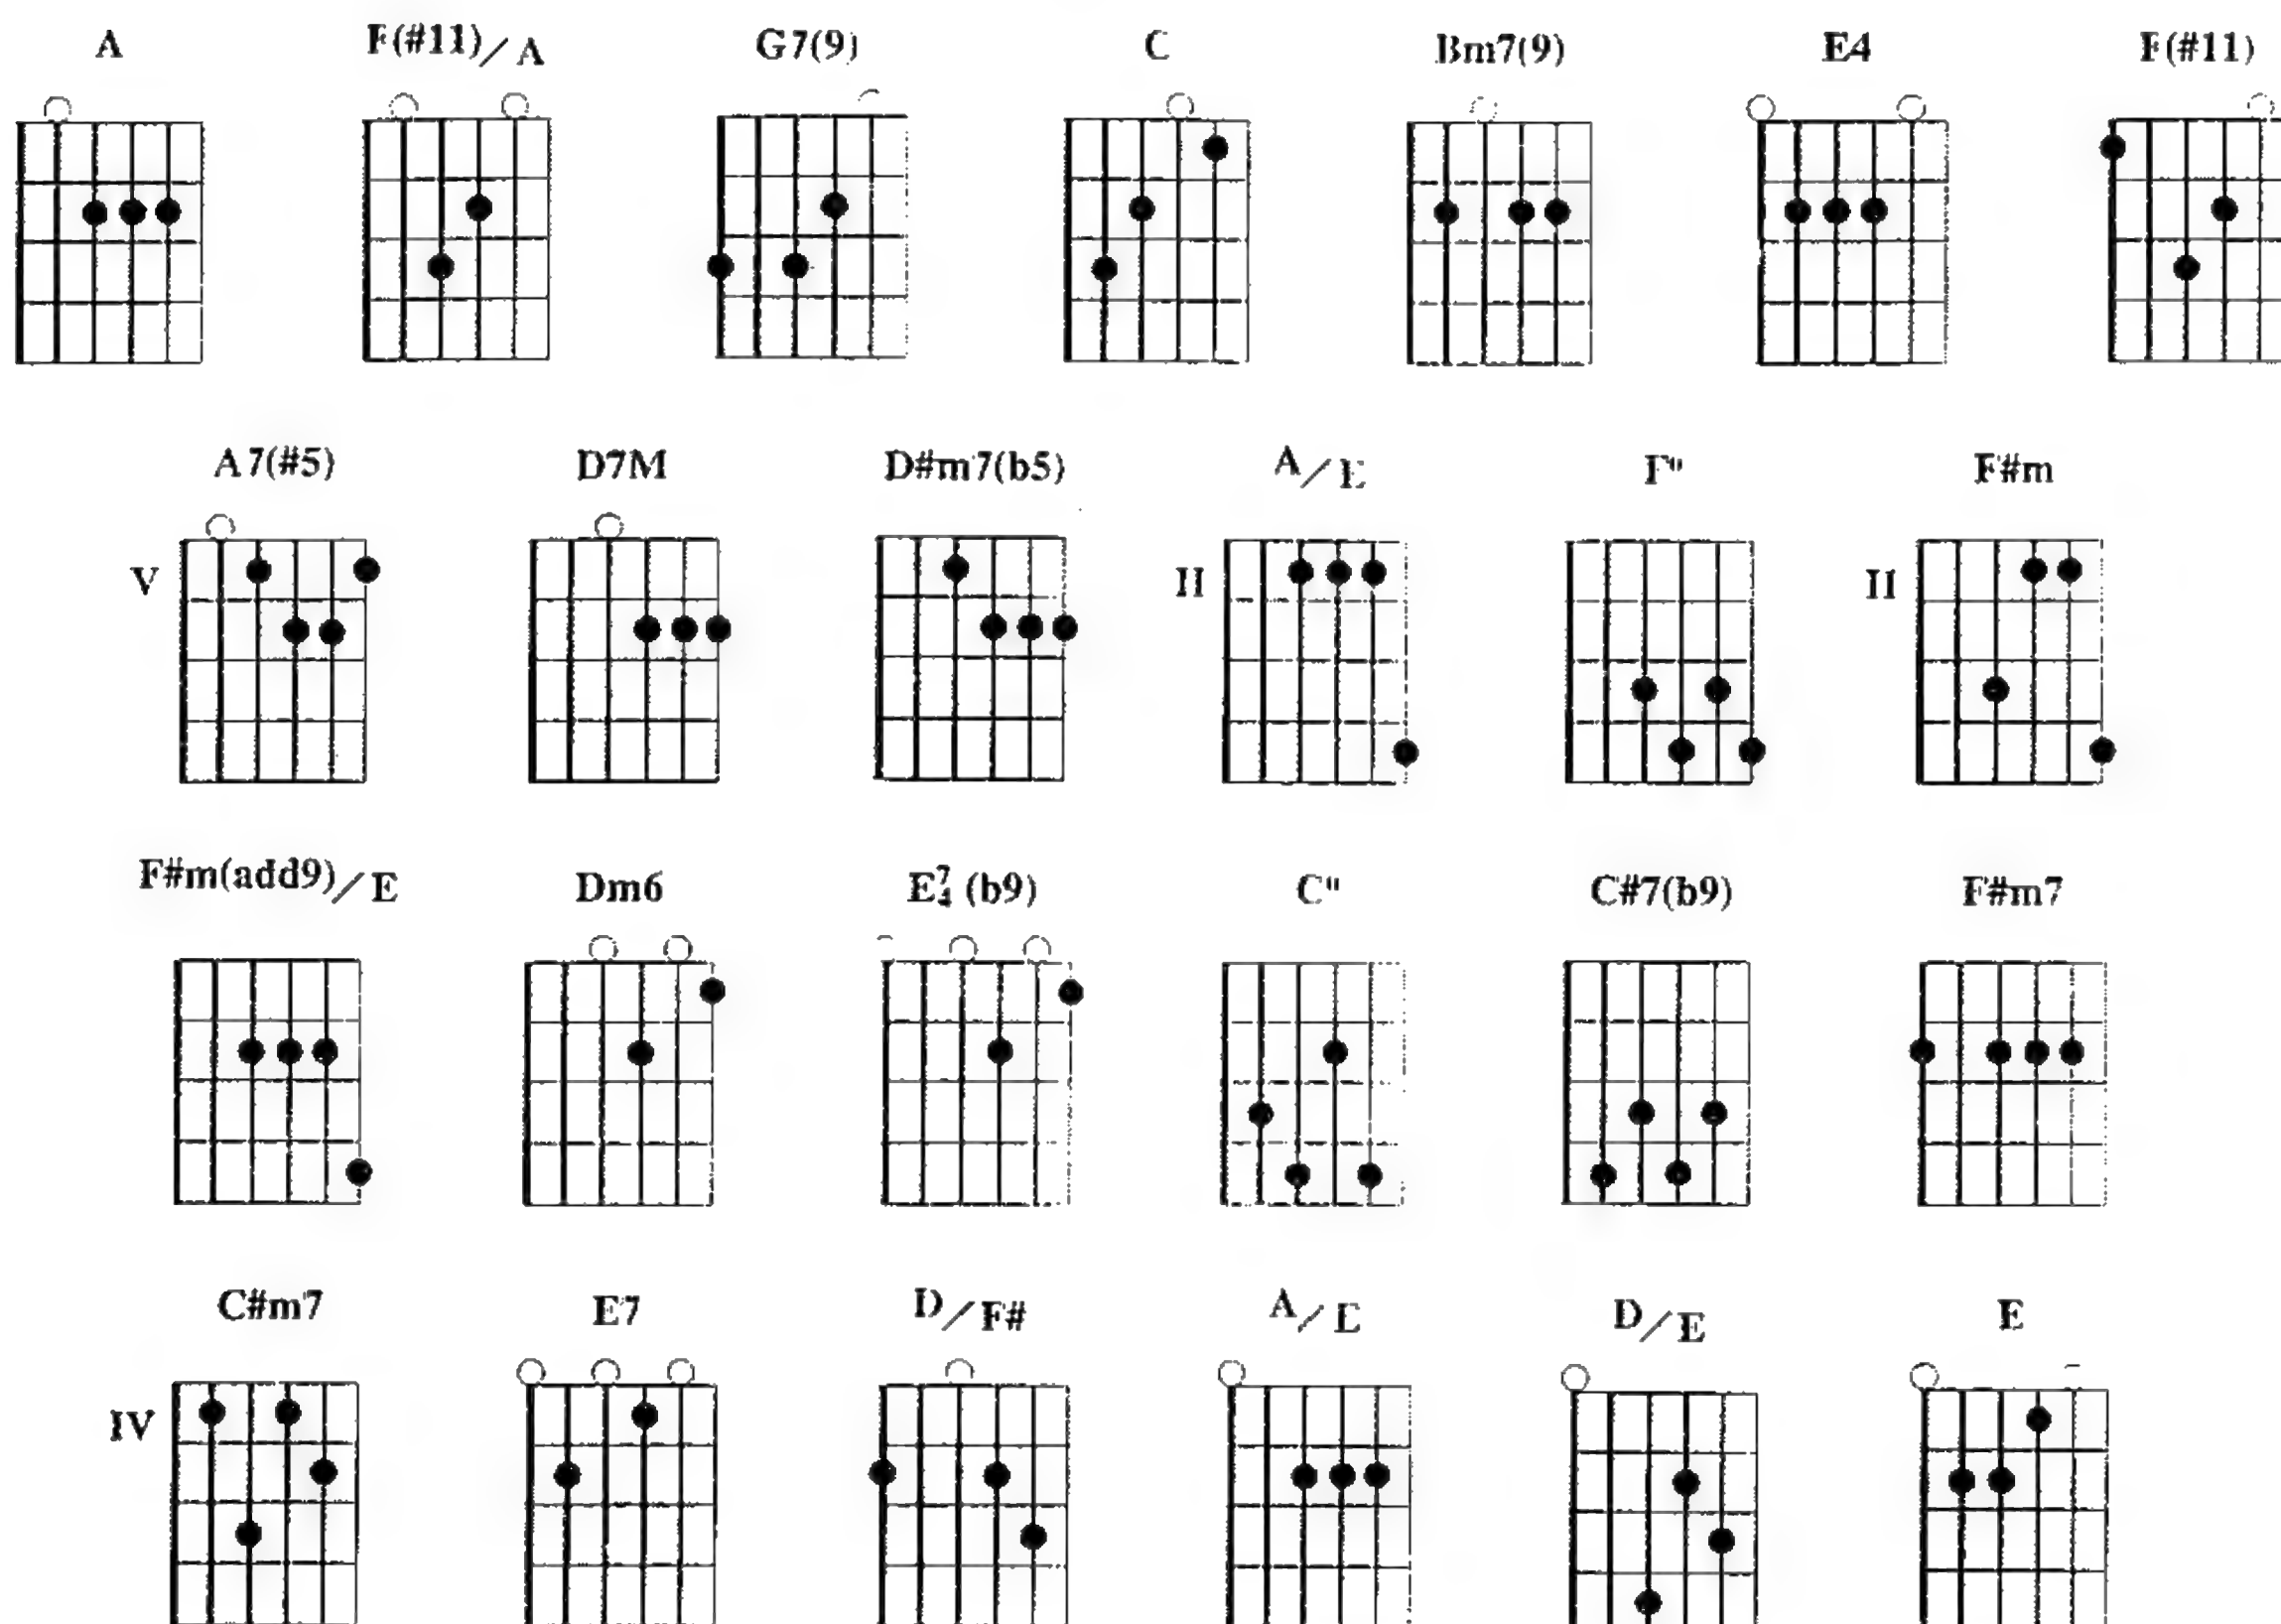 A F(#11)/A G7(9) C Bm7(9) E4 F(#11)
A7(#5) D7M D#m7(b5) A/E F° F#m
V II II
F#m(add9)/E Dm6 E7/4 (b9) C° C#7(b9) F#m7
C#m7 E7 D/F# A/E D/E E
IV